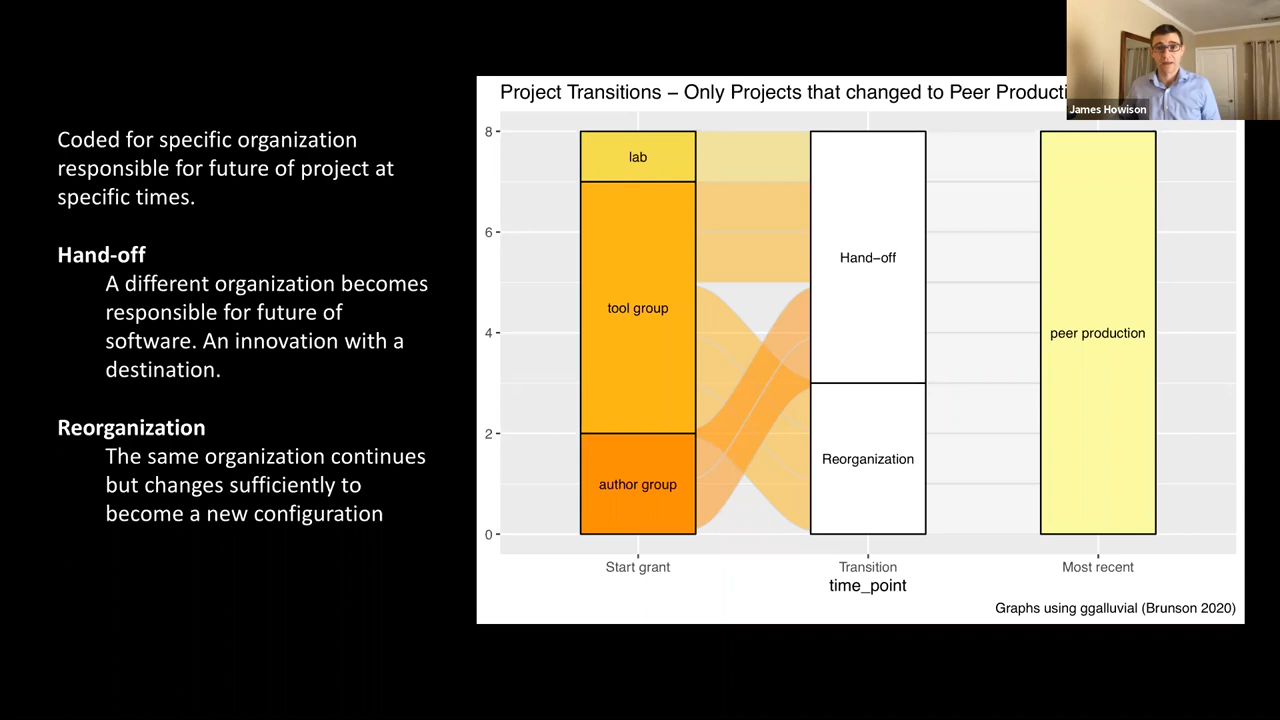 Coded for specific organization
responsible for future of project at
specific times.
Hand-off
A different organization becomes
responsible for future of
software. An innovation with a
destination.
Reorganization
The same organization continues
but changes sufficiently to
become a new configuration
Project Transitions – Only Projects that changed to Peer Producti
James Howison
8
6
4
2
0
lab
tool group
author group
Hand–off
Reorganization
peer production
Start grant
Transition
Most recent
time_point
Graphs using ggalluvial (Brunson 2020)